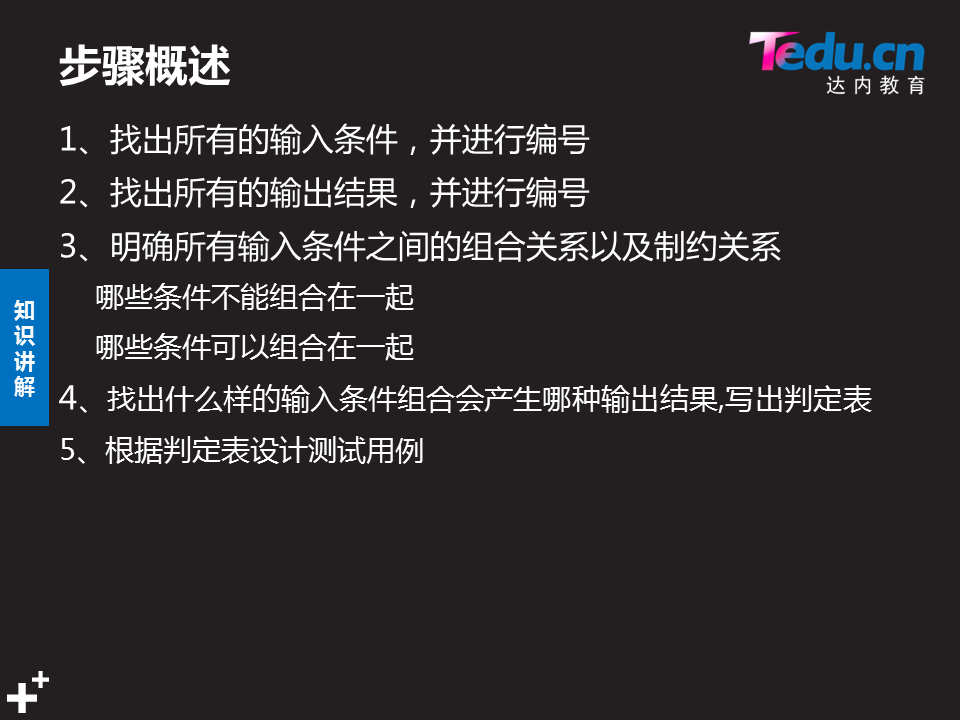 步骤概述
Tedu.cn
达内教育
1、找出所有的输入条件，并进行编号
2、找出所有的输出结果，并进行编号
3、明确所有输入条件之间的组合关系以及制约关系
哪些条件不能组合在一起
哪些条件可以组合在一起
4、找出什么样的输入条件组合会产生哪种输出结果,写出判定表
5、根据判定表设计测试用例
知识讲解